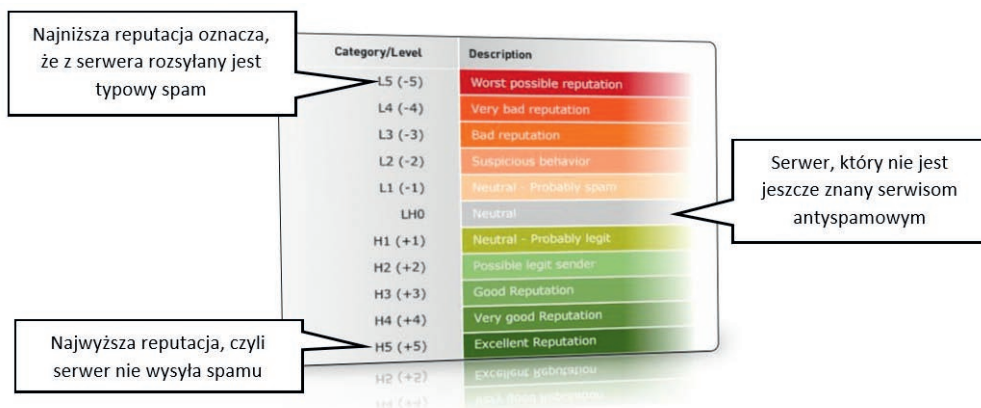 Najniższa reputacja oznacza,
że z serwera rozsyłany jest
typowy spam
Category/Level Description
L5 (-5) Worst possible reputation
L4 (-4) Very bad reputation
L3 (-3) Bad reputation
L2 (-2) Suspicious behavior
L1 (-1) Neutral - Probably spam
LH0 Neutral
H1 (+1) Neutral - Probably legit
H2 (+2) Possible legit sender
H3 (+3) Good Reputation
H4 (+4) Very good Reputation
H5 (+5) Excellent Reputation
Serwer, który nie jest
jeszcze znany serwisom
antyspamowym
Najwyższa reputacja, czyli
serwer nie wysyła spamu